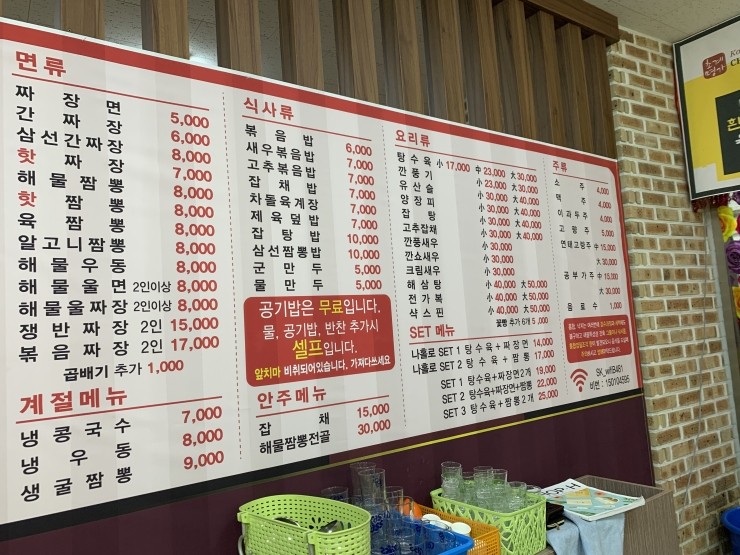 면류
짜장면 5,000
간짜장 6,000
삼선간짜장 8,000
핫짜장 7,000
해물짬뽕 8,000
핫짬뽕 8,000
육짬뽕 8,000
알고니짬뽕 8,000
해물우동 8,000
해물울면 2인이상 8,000
해물울짜장 2인이상 8,000
쟁반짜장 2인 15,000
볶음짜장 2인 17,000
곱배기 추가 1,000
계절메뉴
냉콩국수 7,000
냉우동 8,000
생굴짬뽕 9,000
식사류
볶음밥 6,000
새우볶음밥 7,000
고추볶음밥 7,000
잡채밥 7,000
차돌육계장 7,000
제육덮밥 7,000
잡탕밥 10,000
삼선짬뽕밥 10,000
군만두 5,000
물만두 5,000
공기밥은 무료입니다.
물, 공기밥, 반찬 추가시
셀프입니다.
앞치마 비취되어있습니다. 가져다쓰세요
안주메뉴
잡채 15,000
해물짬뽕전골 30,000
요리류
탕수육 小 17,000 中 23,000 大 30,000
깐풍기 小 23,000 大 30,000
유산슬 小 30,000 大 40,000
양장피 小 30,000 大 40,000
잡탕 小 30,000 大 40,000
고추잡채 小 30,000 大 40,000
깐풍새우 小 30,000
깐쇼새우 小 30,000
크림새우 小 30,000
해삼탕 小 40,000 大 50,000
전가복 小 40,000 大 50,000
샥스핀 小 40,000 大 50,000
꽃빵 추가 6개 5,000
SET 메뉴
나홀로 SET 1 탕수육 + 짜장 14,000
나홀로 SET 2 탕수육 + 짬뽕 17,000
SET 1 탕수육+짜장면2개 19,000
SET 2 탕수육+짜장면+짬뽕 22,000
SET 3 탕수육+짬뽕2개 25,000
주류
소주 4,000
맥주 4,000
이과두주 4,000
고량주 5,000
연태고량주 中 15,000
大 30,000
공부가주 中 15,000
大 30,000
음료수 1,000
SK_wifi8481
비번 : 150104595